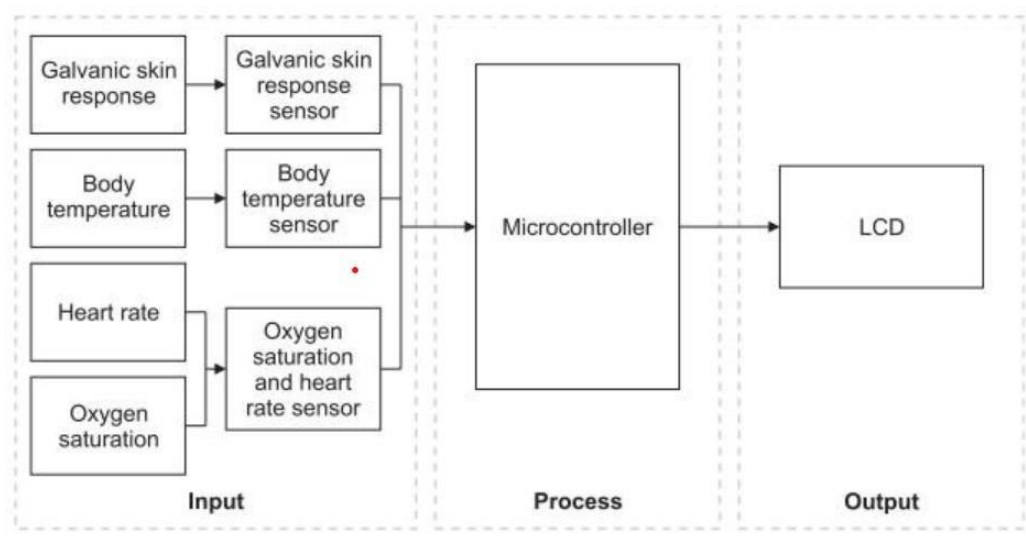 Galvanic skin
response
Galvanic skin
response
sensor
Body
temperature
Body
temperature
sensor
Heart rate
Oxygen
saturation
Oxygen
saturation
and heart
rate sensor
Input
Microcontroller
Process
LCD
Output